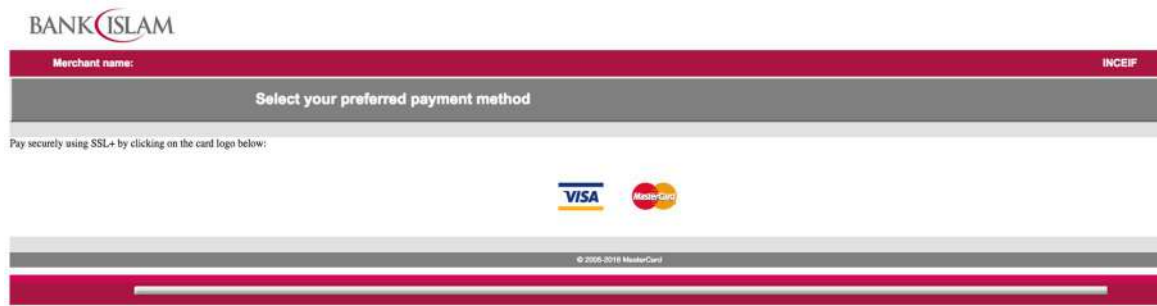 BANK ISLAM
Merchant name: INCEIF
Select your preferred payment method
Pay securely using SSL+ by clicking on the card logo below:
VISA MasterCard
© 2005-2016 MasterCard